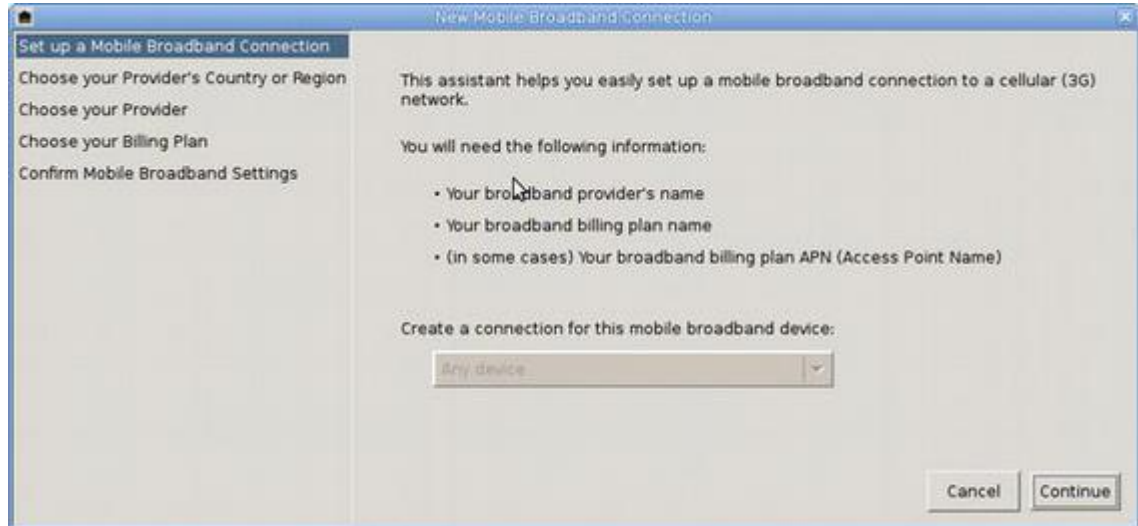 New Mobile Broadband Connection
Set up a Mobile Broadband Connection
Choose your Provider's Country or Region
Choose your Provider
Choose your Billing Plan
Confirm Mobile Broadband Settings
This assistant helps you easily set up a mobile broadband connection to a cellular (3G)
network.
You will need the following information:
• Your broadband provider's name
• Your broadband billing plan name
• (in some cases) Your broadband billing plan APN (Access Point Name)
Create a connection for this mobile broadband device:
Any device
Cancel
Continue